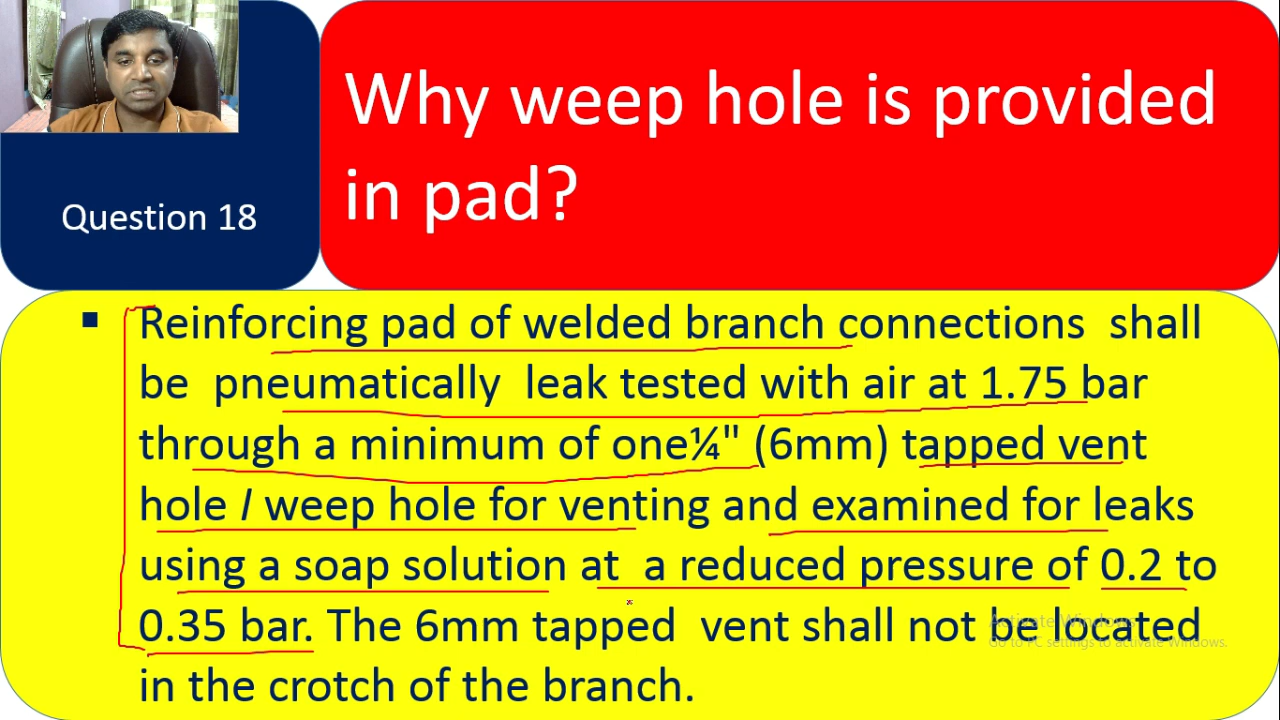 Question 18
Why weep hole is provided
in pad?
▪ Reinforcing pad of welded branch connections shall
be pneumatically leak tested with air at 1.75 bar
through a minimum of one¼" (6mm) tapped vent
hole / weep hole for venting and examined for leaks
using a soap solution at a reduced pressure of 0.2 to
0.35 bar. The 6mm tapped vent shall not be located
in the crotch of the branch.
Activate Windows
Go to PC settings to activate Windows.